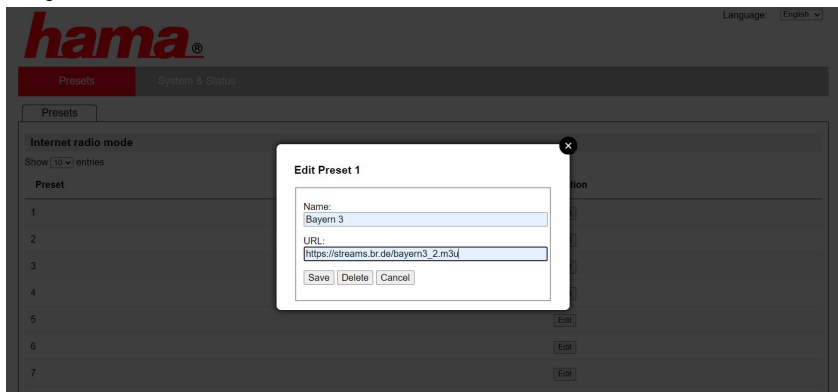 Language: English
hama®
Presets System & Status
Presets
Internet radio mode
Show 10 entries
Preset
Edit Preset 1
Name:
Bayern 3
URL:
https://streams.br.de/bayern3_2.m3u
Save Delete Cancel
1
2
3
4
5 Edit
6 Edit
7 Edit